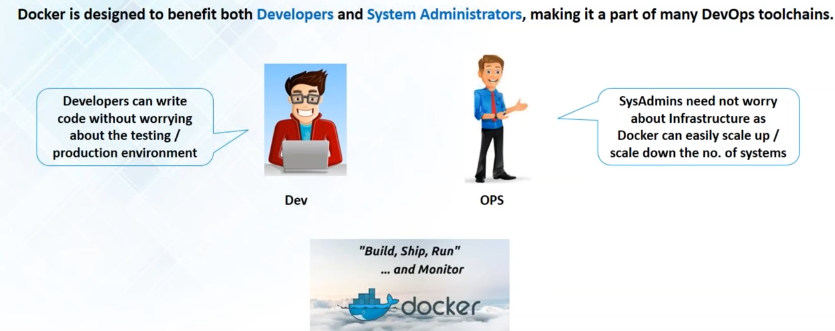 Docker is designed to benefit both Developers and System Administrators, making it a part of many DevOps toolchains.
Developers can write
code without worrying
about the testing /
production environment
SysAdmins need not worry
about Infrastructure as
Docker can easily scale up /
scale down the no. of systems
Dev
OPS
"Build, Ship, Run"
... and Monitor
docker